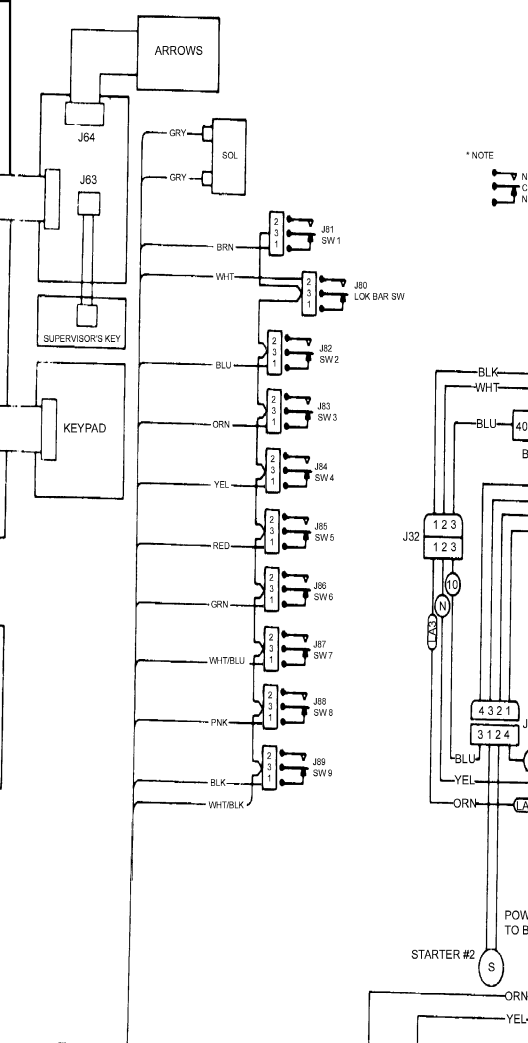 ARROWS
J64
GRY
SOL
GRY
J63
* NOTE
N
C
N
2
3
1
J81
SW 1
BRN
WHT
2
3
1
J80
LOK BAR SW
SUPERVISOR'S KEY
2
3
1
J82
SW 2
BLU
BLK
WHT
KEYPAD
2
3
1
J83
SW 3
ORN
BLU
40
B
2
3
1
J84
SW 4
YEL
2
3
1
J85
SW 5
RED
J32
1 2 3
1 2 3
10
N
LA3
2
3
1
J86
SW 6
GRN
2
3
1
J87
SW 7
WHT/BLU
2
3
1
J88
SW 8
PNK
4 3 2 1
J
3 1 2 4
2
3
1
J89
SW 9
BLK
WHT/BLK
BLU
YEL
ORN
LA
POW
TO B
STARTER #2
S
ORN
YEL